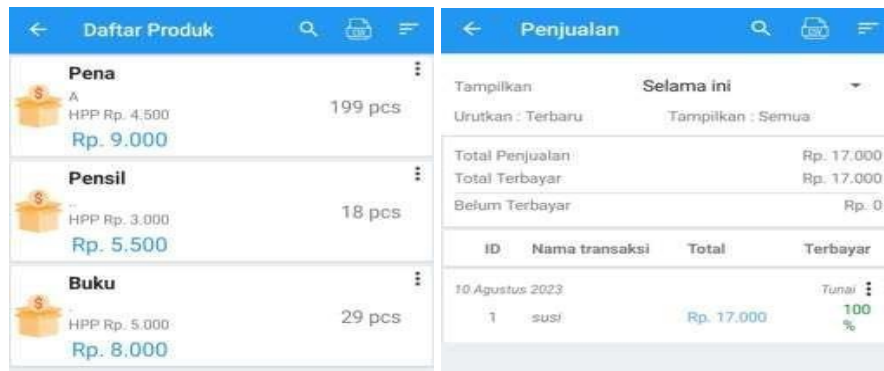 Daftar Produk
CSV
Pena
A
HPP Rp. 4.500
199 pcs
Rp. 9.000
Pensil
..
HPP Rp. 3.000
18 pcs
Rp. 5.500
Buku
.
HPP Rp. 5.000
29 pcs
Rp. 8.000
Penjualan
CSV
Tampilkan Selama ini
Urutkan : Terbaru Tampilkan : Semua
Total Penjualan Rp. 17.000
Total Terbayar Rp. 17.000
Belum Terbayar Rp. 0
ID Nama transaksi Total Terbayar
10 Agustus 2023 Tunai
1 susi Rp. 17.000 100
%